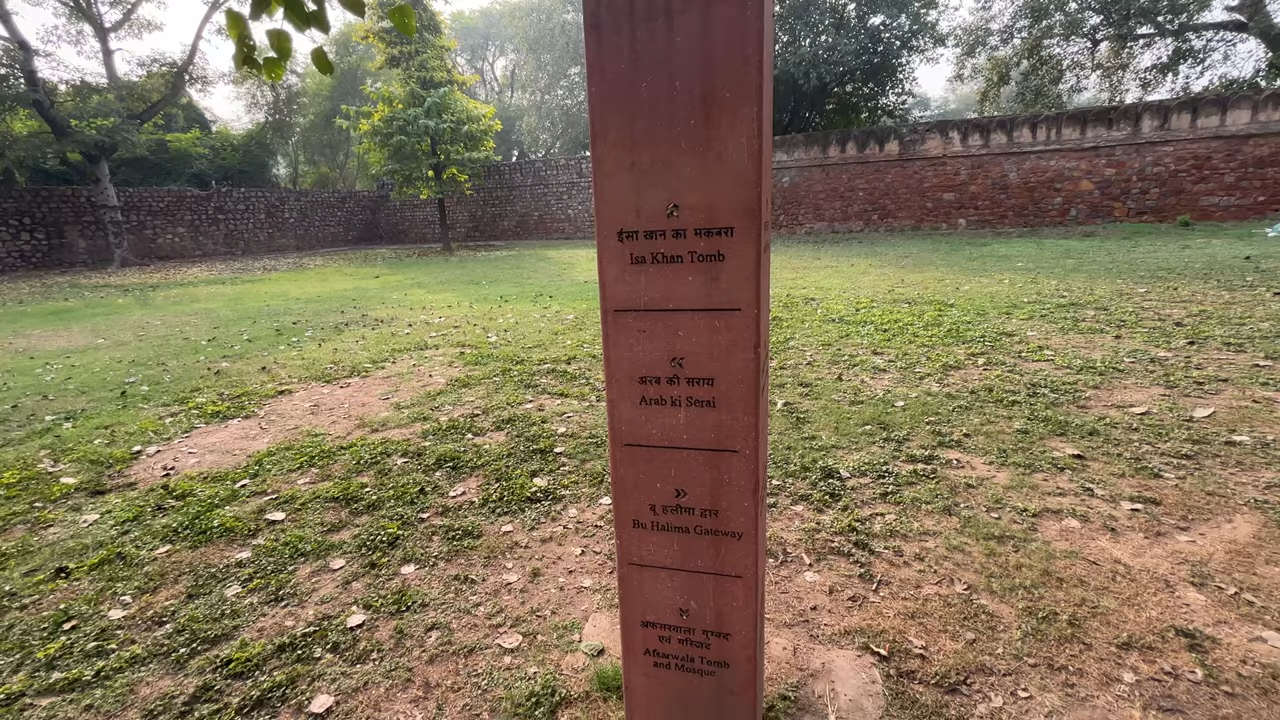 ईसा खान का मकबरा
Isa Khan Tomb
अरब की सराय
Arab ki Serai
बू हलीमा द्वार
Bu Halima Gateway
अफसरवाला गुम्बद
एवं मस्जिद
Afsarwala Tomb
and Mosque